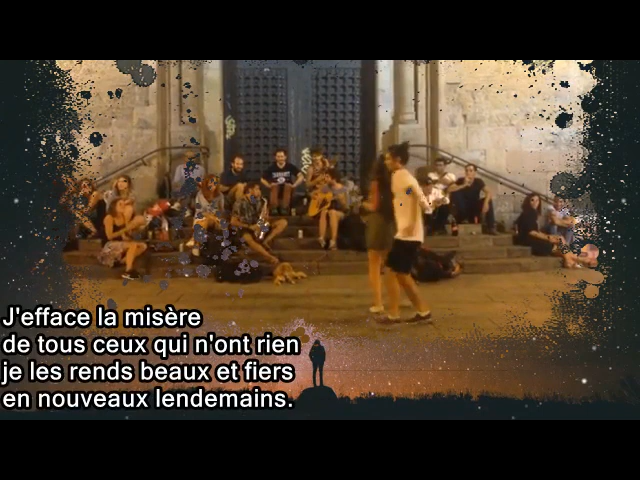 J'efface la misère
de tous ceux qui n'ont rien
je les rends beaux et fiers
en nouveaux lendemains.